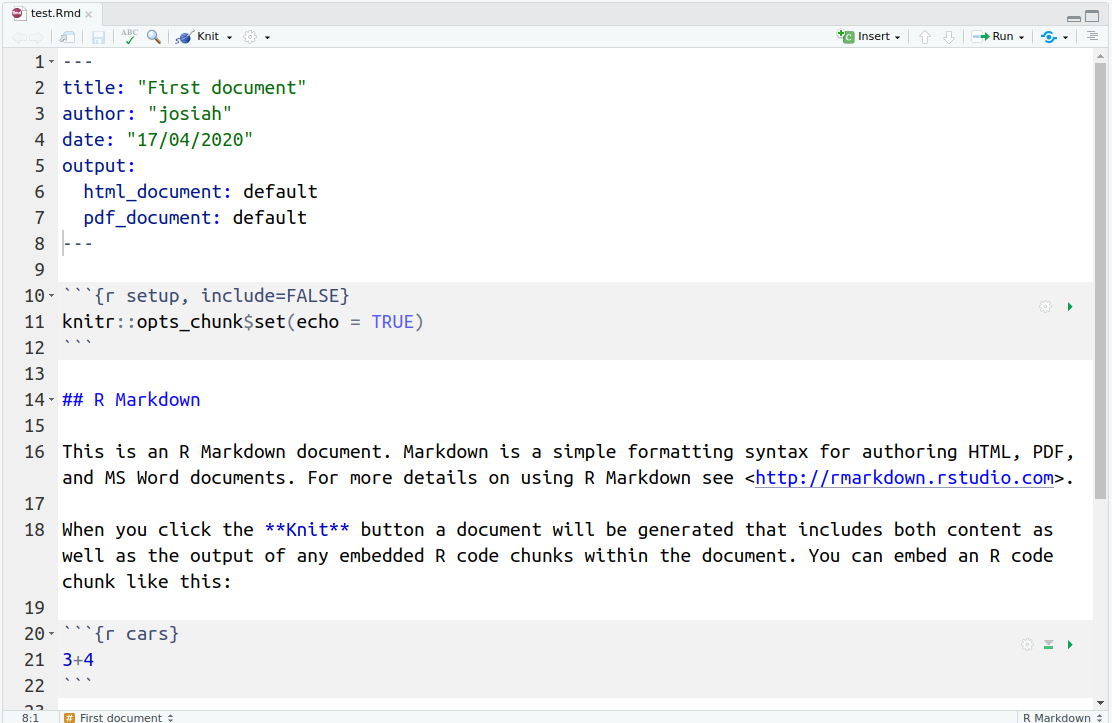 test.Rmd
ABC Knit Insert Run
1 ---
2 title: "First document"
3 author: "josiah"
4 date: "17/04/2020"
5 output:
6   html_document: default
7   pdf_document: default
8 ---
9
10 ```{r setup, include=FALSE}
11 knitr::opts_chunk$set(echo = TRUE)
12 ```
13
14 ## R Markdown
15
16 This is an R Markdown document. Markdown is a simple formatting syntax for authoring HTML, PDF,
and MS Word documents. For more details on using R Markdown see <http://rmarkdown.rstudio.com>.
17
18 When you click the **Knit** button a document will be generated that includes both content as
well as the output of any embedded R code chunks within the document. You can embed an R code
chunk like this:
19
20 ```{r cars}
21 3+4
22 ```
23
8:1 # First document R Markdown